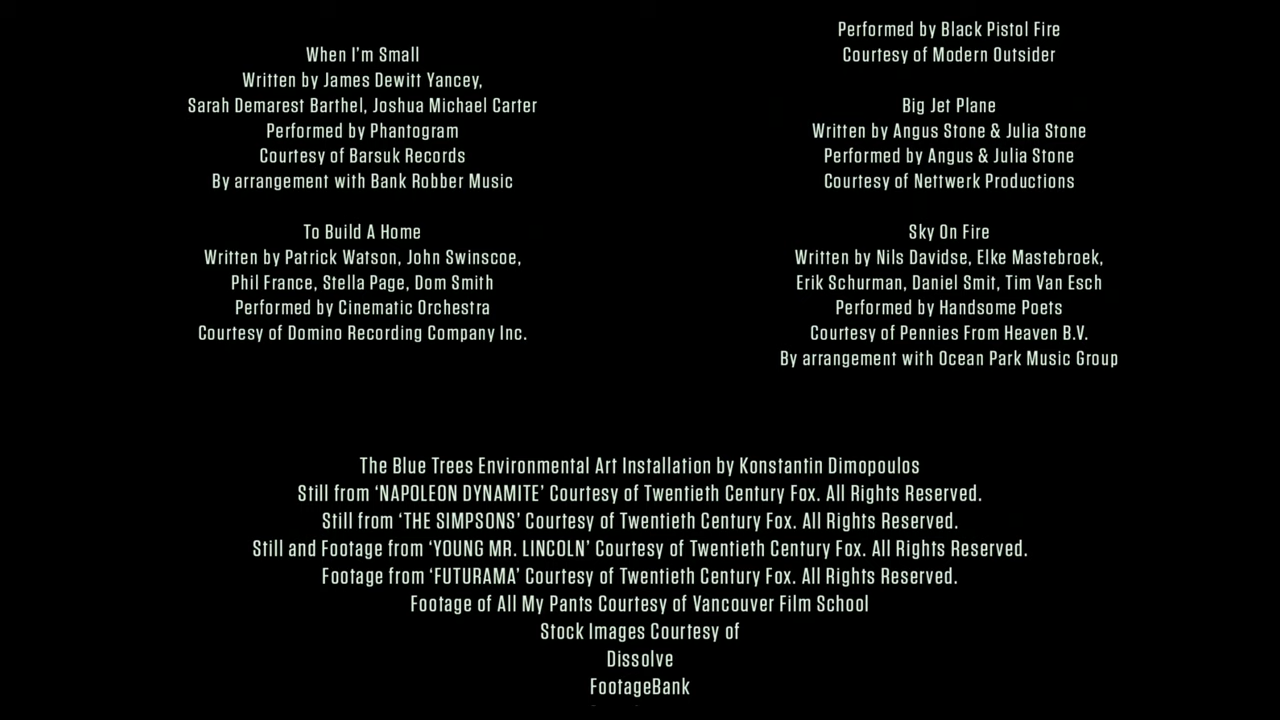 When I'm Small
Written by James Dewitt Yancey,
Sarah Demarest Barthel, Joshua Michael Carter
Performed by Phantogram
Courtesy of Barsuk Records
By arrangement with Bank Robber Music
To Build A Home
Written by Patrick Watson, John Swinscoe,
Phil France, Stella Page, Dom Smith
Performed by Cinematic Orchestra
Courtesy of Domino Recording Company Inc.
Performed by Black Pistol Fire
Courtesy of Modern Outsider
Big Jet Plane
Written by Angus Stone & Julia Stone
Performed by Angus & Julia Stone
Courtesy of Nettwerk Productions
Sky On Fire
Written by Nils Davidse, Elke Mastebroek,
Erik Schurman, Daniel Smit, Tim Van Esch
Performed by Handsome Poets
Courtesy of Pennies From Heaven B.V.
By arrangement with Ocean Park Music Group
The Blue Trees Environmental Art Installation by Konstantin Dimopoulos
Still from ‘NAPOLEON DYNAMITE’ Courtesy of Twentieth Century Fox. All Rights Reserved.
Still from ‘THE SIMPSONS’ Courtesy of Twentieth Century Fox. All Rights Reserved.
Still and Footage from ‘YOUNG MR. LINCOLN’ Courtesy of Twentieth Century Fox. All Rights Reserved.
Footage from ‘FUTURAMA’ Courtesy of Twentieth Century Fox. All Rights Reserved.
Footage of All My Pants Courtesy of Vancouver Film School
Stock Images Courtesy of
Dissolve
FootageBank